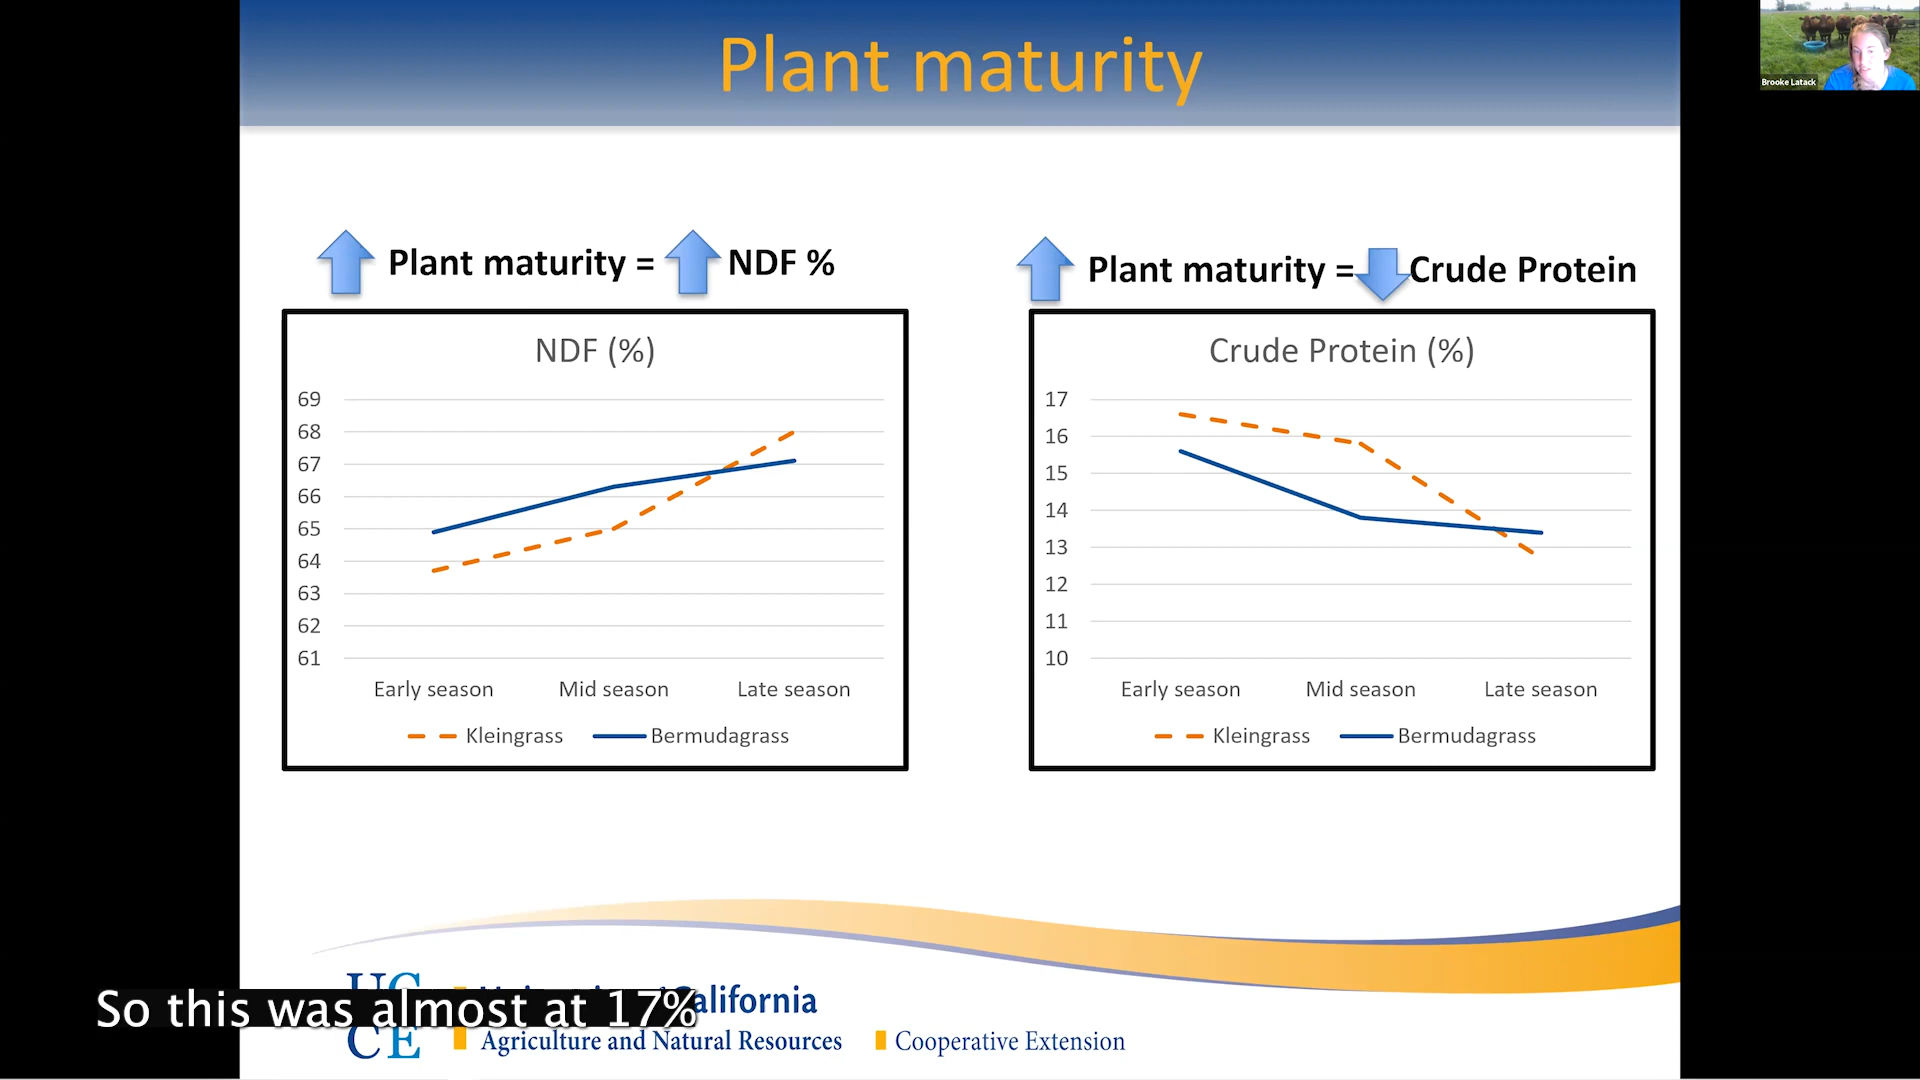 Plant maturity
Brooke Latack
Plant maturity = NDF %
Plant maturity = Crude Protein
NDF (%)
69
68
67
66
65
64
63
62
61
Early season Mid season Late season
Kleingrass Bermudagrass
Crude Protein (%)
17
16
15
14
13
12
11
10
Early season Mid season Late season
Kleingrass Bermudagrass
So this was almost at 17%
UC
CE
California
Agriculture and Natural Resources Cooperative Extension